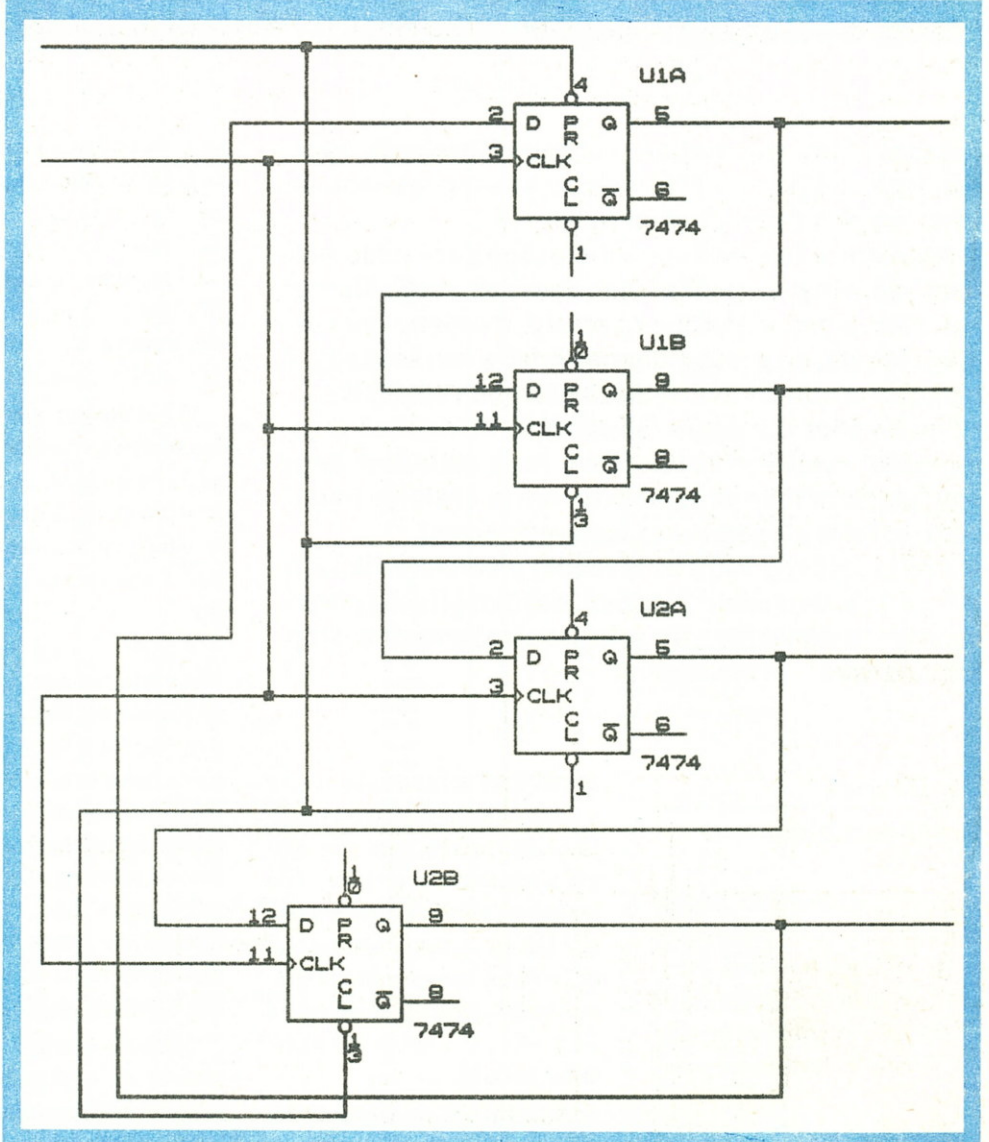 U1A
4
2 D PR Q 5
3 CLK
CL Q 6
7474
1
10
U1B
12 D PR Q 9
11 CLK
CL Q 8
7474
13
U2A
4
2 D PR Q 5
3 CLK
CL Q 6
7474
1
10
U2B
12 D PR Q 9
11 CLK
CL Q 8
7474
13